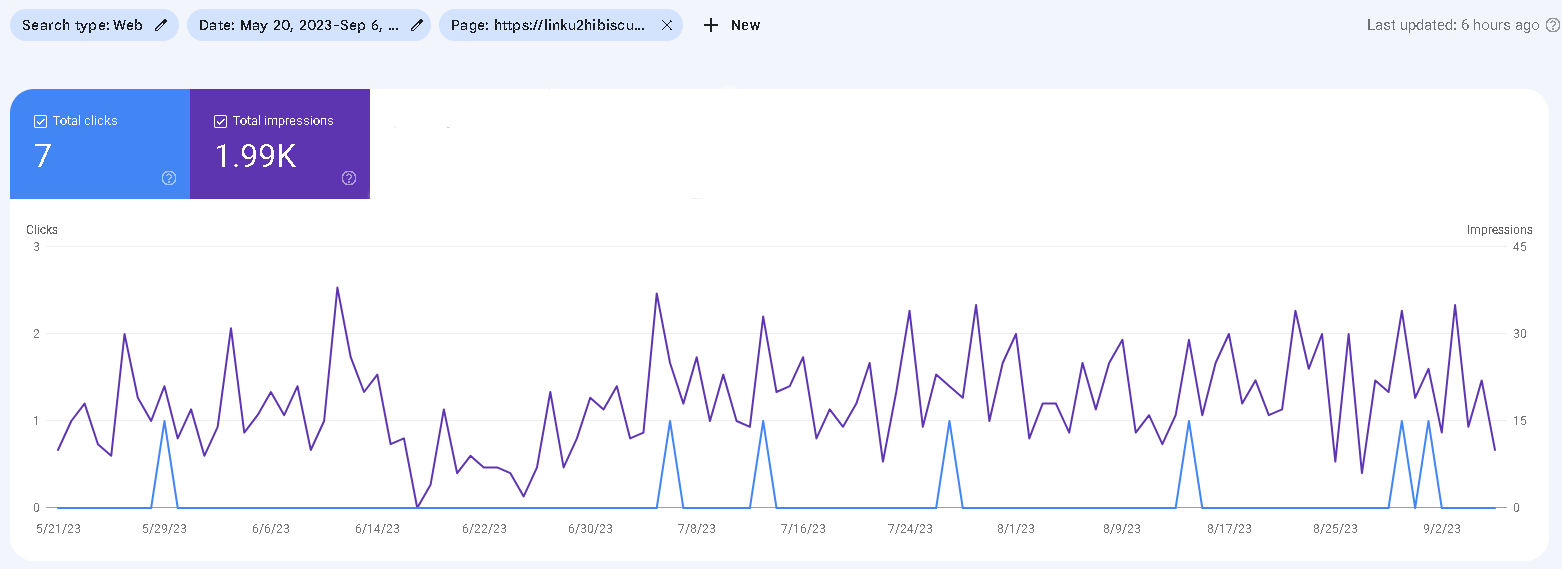 Search type: Web Date: May 20, 2023–Sep 6, ... Page: https://linku2hibiscu... New Last updated: 6 hours ago
Total clicks Total impressions
7 1.99K
Clicks Impressions
3 45
2 30
1 15
0 0
5/21/23 5/29/23 6/6/23 6/14/23 6/22/23 6/30/23 7/8/23 7/16/23 7/24/23 8/1/23 8/9/23 8/17/23 8/25/23 9/2/23